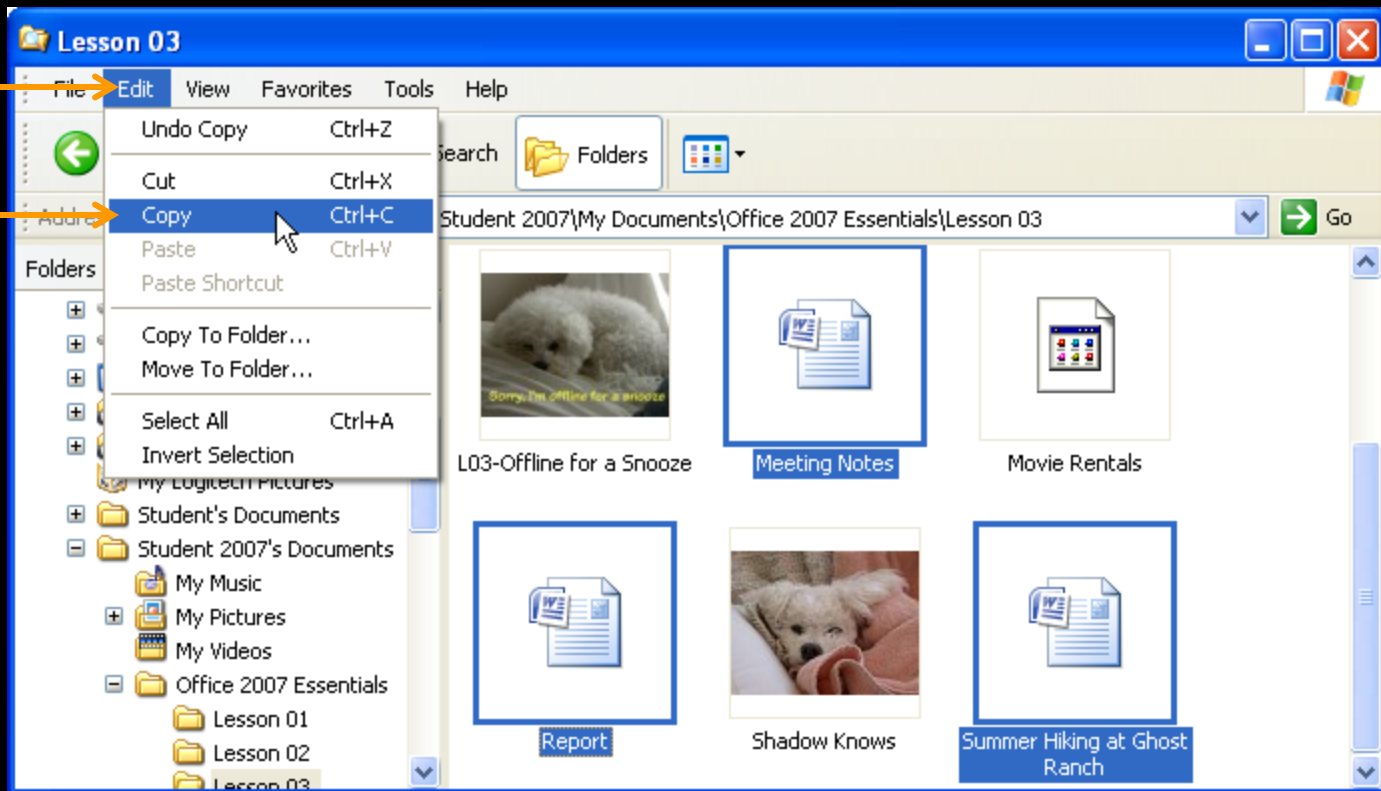 Lesson 03
File Edit View Favorites Tools Help
Undo Copy Ctrl+Z
Search Folders
Cut Ctrl+X
Copy Ctrl+C
Student 2007\My Documents\Office 2007 Essentials\Lesson 03 Go
Paste Ctrl+V
Paste Shortcut
Copy To Folder...
Move To Folder...
Select All Ctrl+A
Invert Selection
Folders
My Logitech Pictures
Student's Documents
Student 2007's Documents
My Music
My Pictures
My Videos
Office 2007 Essentials
Lesson 01
Lesson 02
Lesson 03
Sorry, I'm offline for a snooze
L03-Offline for a Snooze
Meeting Notes
Movie Rentals
Report
Shadow Knows
Summer Hiking at Ghost
Ranch